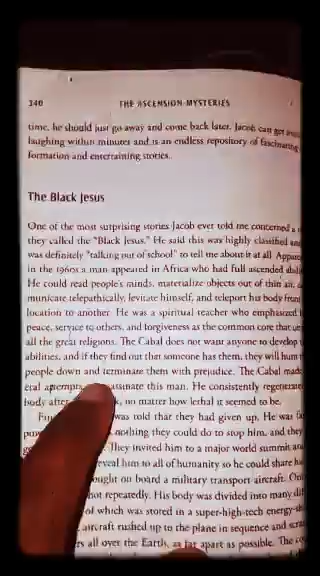 340 THE ASCENSION MYSTERIES
time, he should just go away and come back later. Jacob can get
laughing within minutes and is an endless repository of fascinating
formation and entertaining stories.
The Black Jesus
One of the most surprising stories Jacob ever told me concerned a
they called the "Black Jesus." He said this was highly classified and
was definitely "talking out of school" to tell me about it at all.
in the 1960s a man appeared in Africa who had full ascended
He could read people's minds, materialize objects out of thin air,
municate telepathically, levitate himself, and teleport his body from
location to another. He was a spiritual teacher who emphasized
peace, service to others, and forgiveness as the common core that
all the great religions. The Cabal does not want anyone to develop
abilities, and if they find out that someone has them, they will hunt
people down and terminate them with prejudice. The Cabal made
eral attempts assassinate this man. He consistently regenerated
body after no matter how lethal it seemed to be.
was told that they had given up. He was
nothing they could do to stop him, and they
They invited him to a major world summit and
reveal him to all of humanity so he could share his
on board a military transport aircraft.
repeatedly. His body was divided into many
of which was stored in a super-high-tech
aircraft rushed up to the plane in sequence and
all over the Earth, as far apart as possible. The